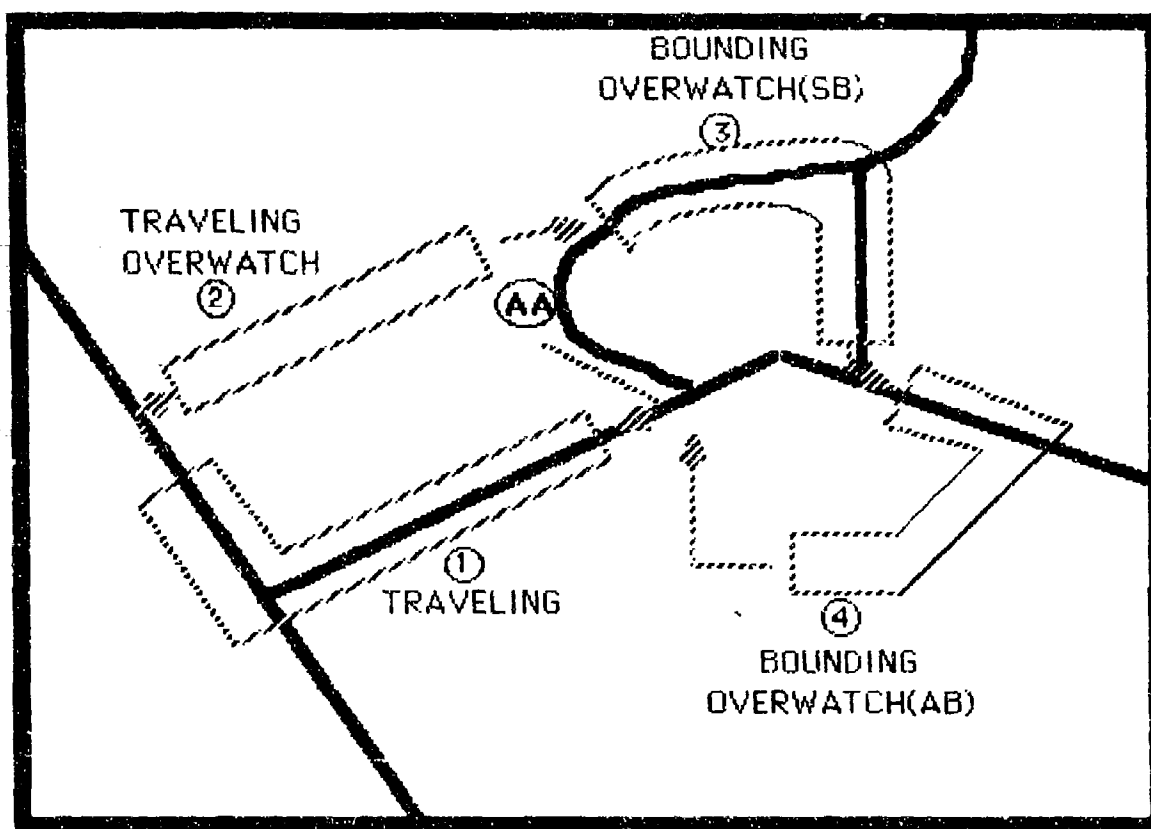 BOUNDING
OVERWATCH(SB)
3
TRAVELING
OVERWATCH
2
AA
1
TRAVELING
4
BOUNDING
OVERWATCH(AB)